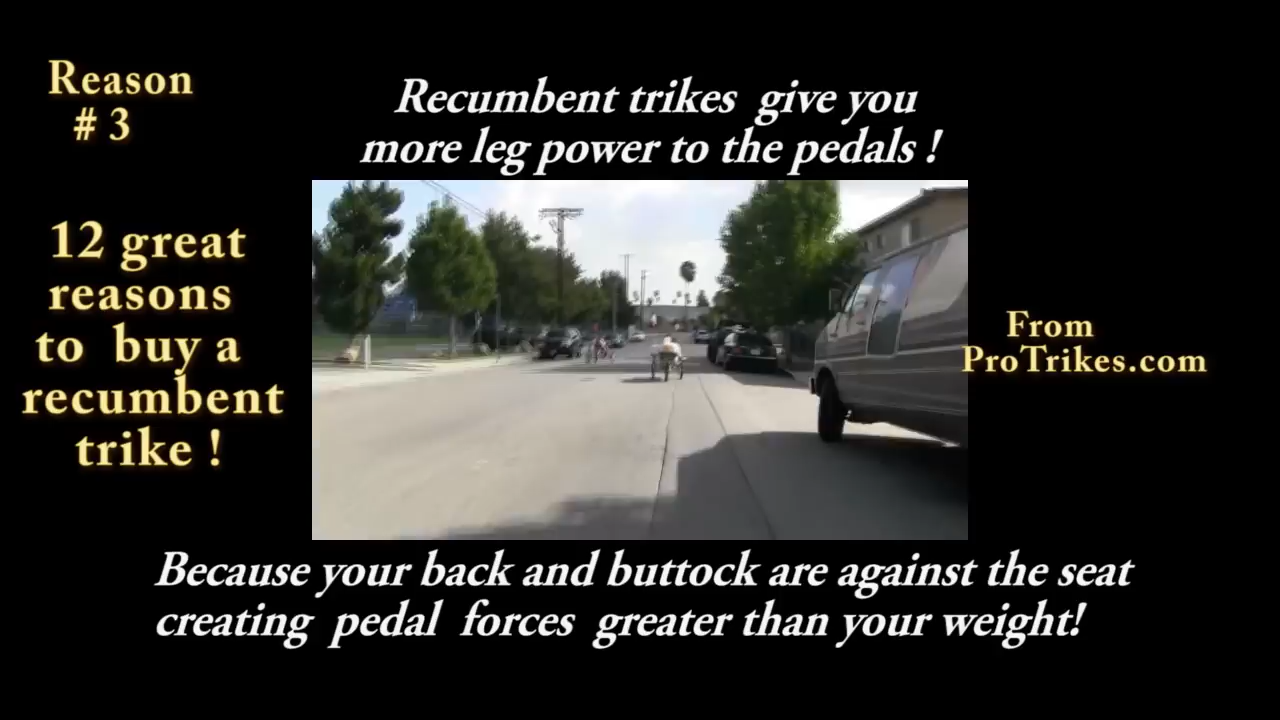 Reason
# 3
Recumbent trikes give you
more leg power to the pedals !
12 great
reasons
to buy a
recumbent
trike !
From
ProTrikes.com
Because your back and buttock are against the seat
creating pedal forces greater than your weight!